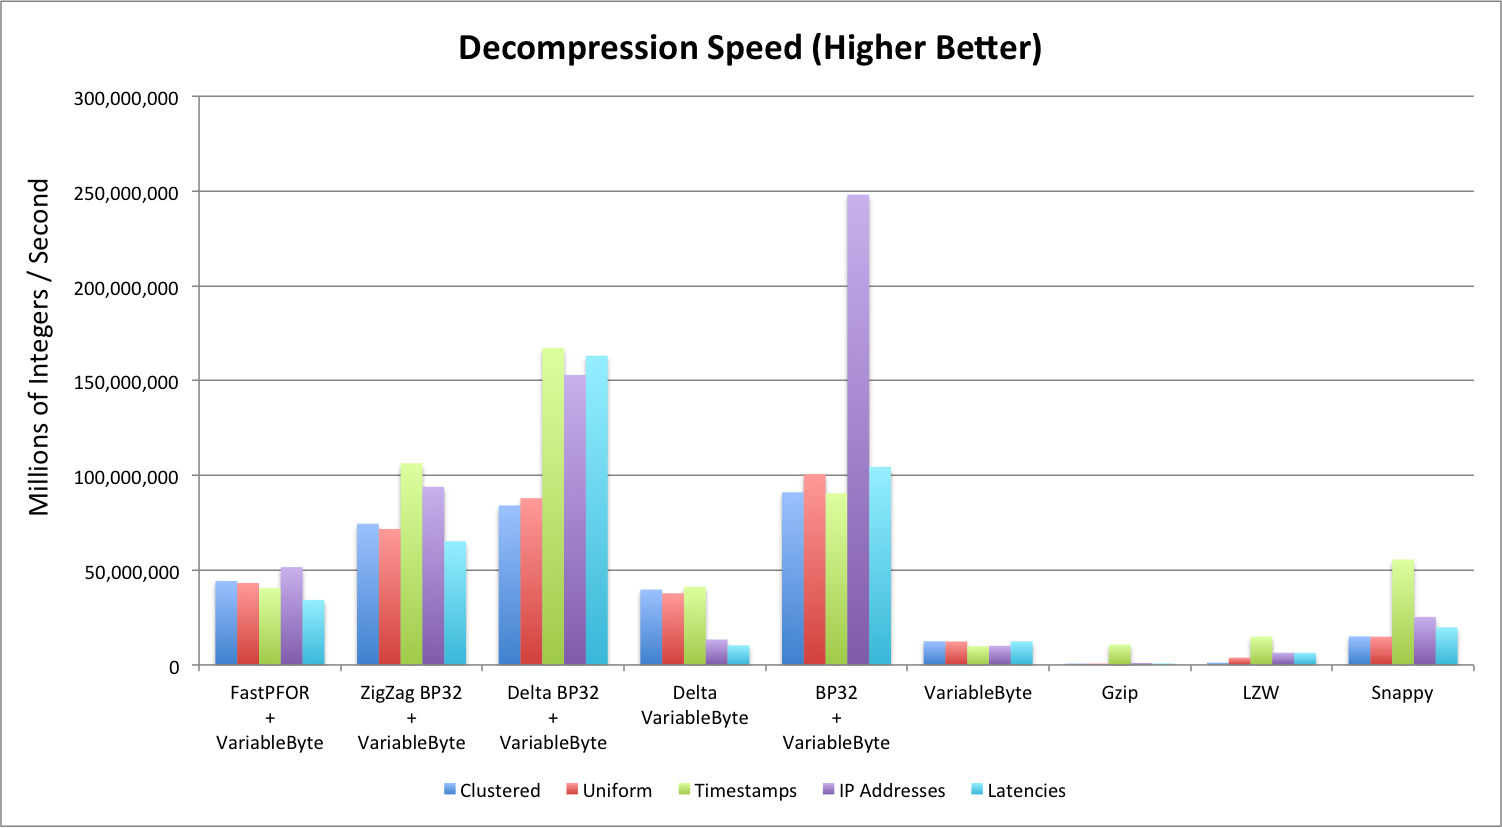 Decompression Speed (Higher Better)
Millions of Integers / Second
300,000,000
250,000,000
200,000,000
150,000,000
100,000,000
50,000,000
0
FastPFOR
+
VariableByte
ZigZag BP32
+
VariableByte
Delta BP32
+
VariableByte
Delta
VariableByte
BP32
+
VariableByte
VariableByte
Gzip
LZW
Snappy
Clustered
Uniform
Timestamps
IP Addresses
Latencies